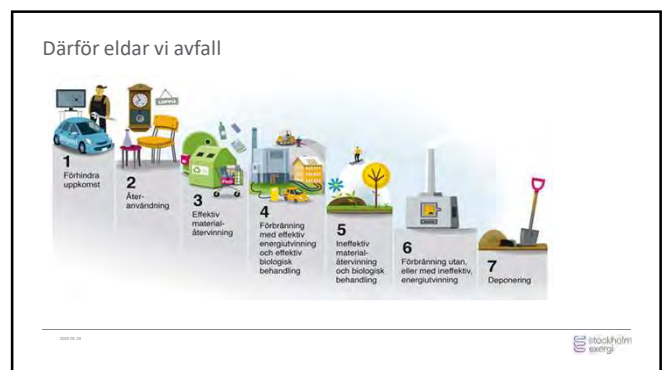 Därför eldar vi avfall
LOPPIS
1
Förhindra
uppkomst
2
Åter-
användning
3
Effektiv
material-
återvinning
4
Förbränning
med effektiv
energiutvinning
och effektiv
biologisk
behandling
5
Ineffektiv
material-
återvinning
och biologisk
behandling
6
Förbränning utan,
eller med ineffektiv,
energiutvinning
7
Deponering
stockholm
exergi